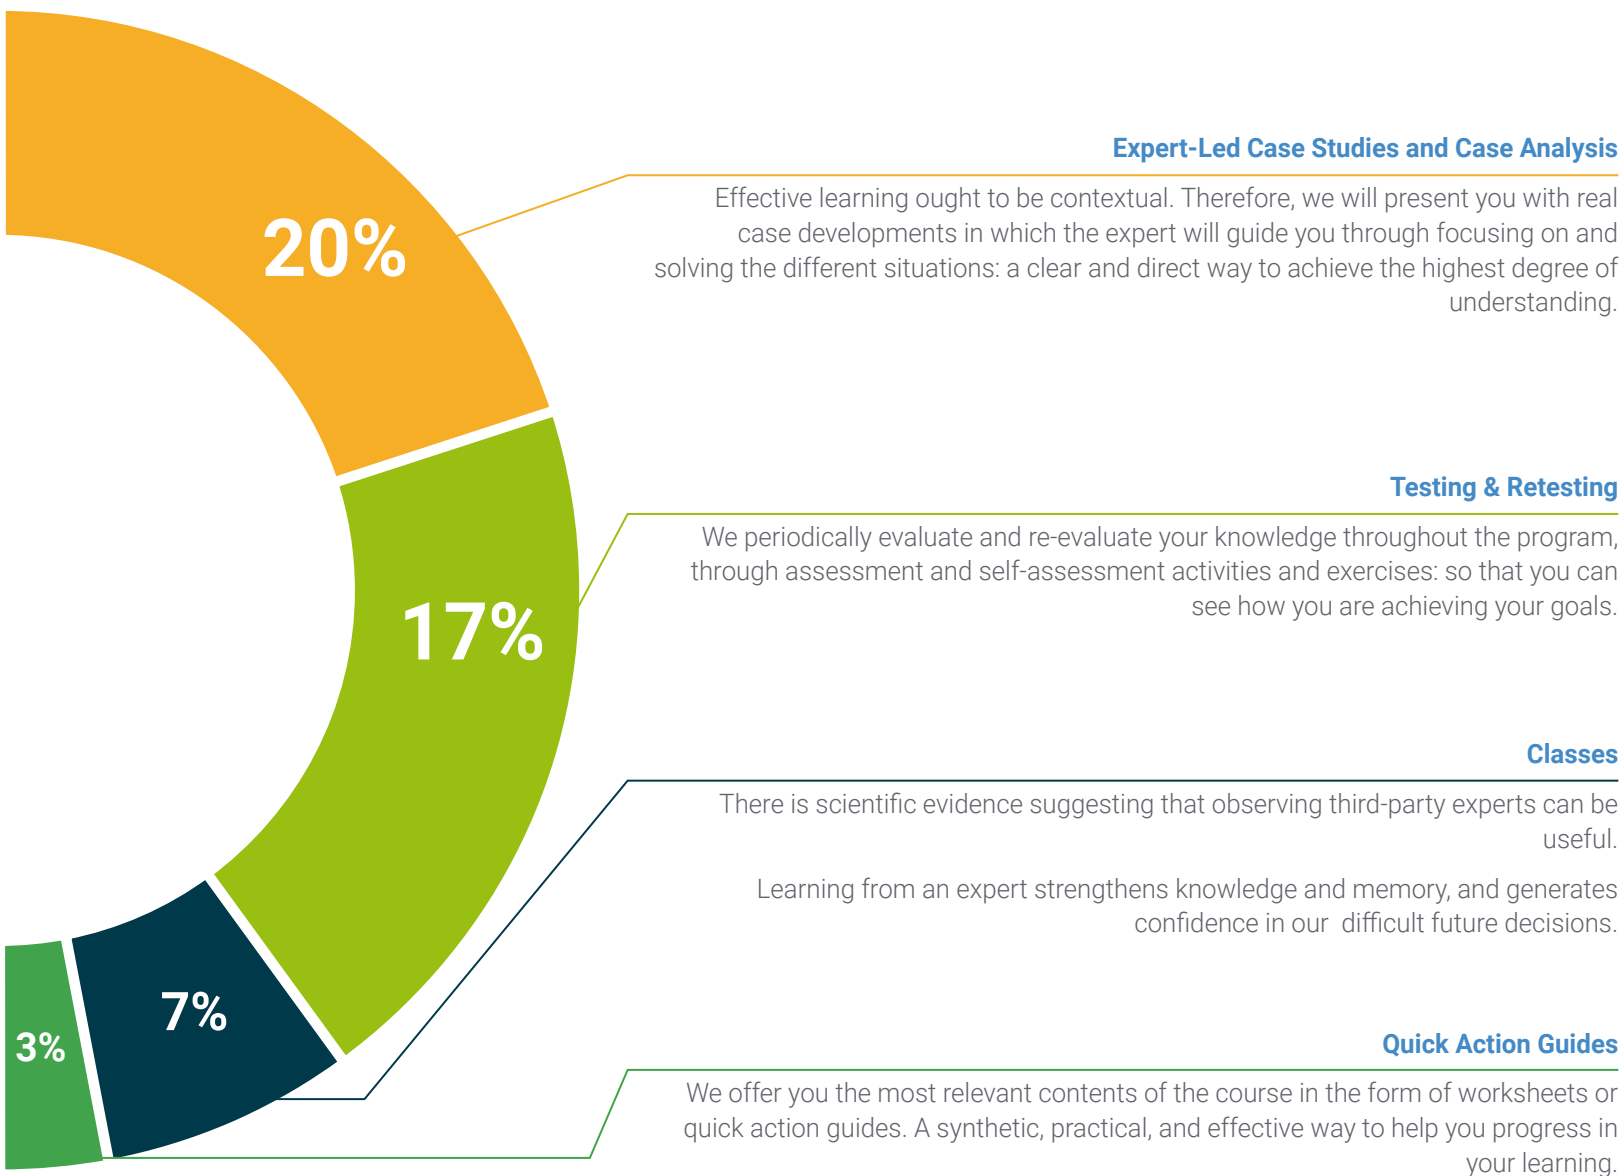 20%
Expert-Led Case Studies and Case Analysis
Effective learning ought to be contextual. Therefore, we will present you with real
case developments in which the expert will guide you through focusing on and
solving the different situations: a clear and direct way to achieve the highest degree of
understanding.
17%
Testing & Retesting
We periodically evaluate and re-evaluate your knowledge throughout the program,
through assessment and self-assessment activities and exercises: so that you can
see how you are achieving your goals.
7%
Classes
There is scientific evidence suggesting that observing third-party experts can be
useful.
Learning from an expert strengthens knowledge and memory, and generates
confidence in our  difficult future decisions.
3%
Quick Action Guides
We offer you the most relevant contents of the course in the form of worksheets or
quick action guides. A synthetic, practical, and effective way to help you progress in
your learning.